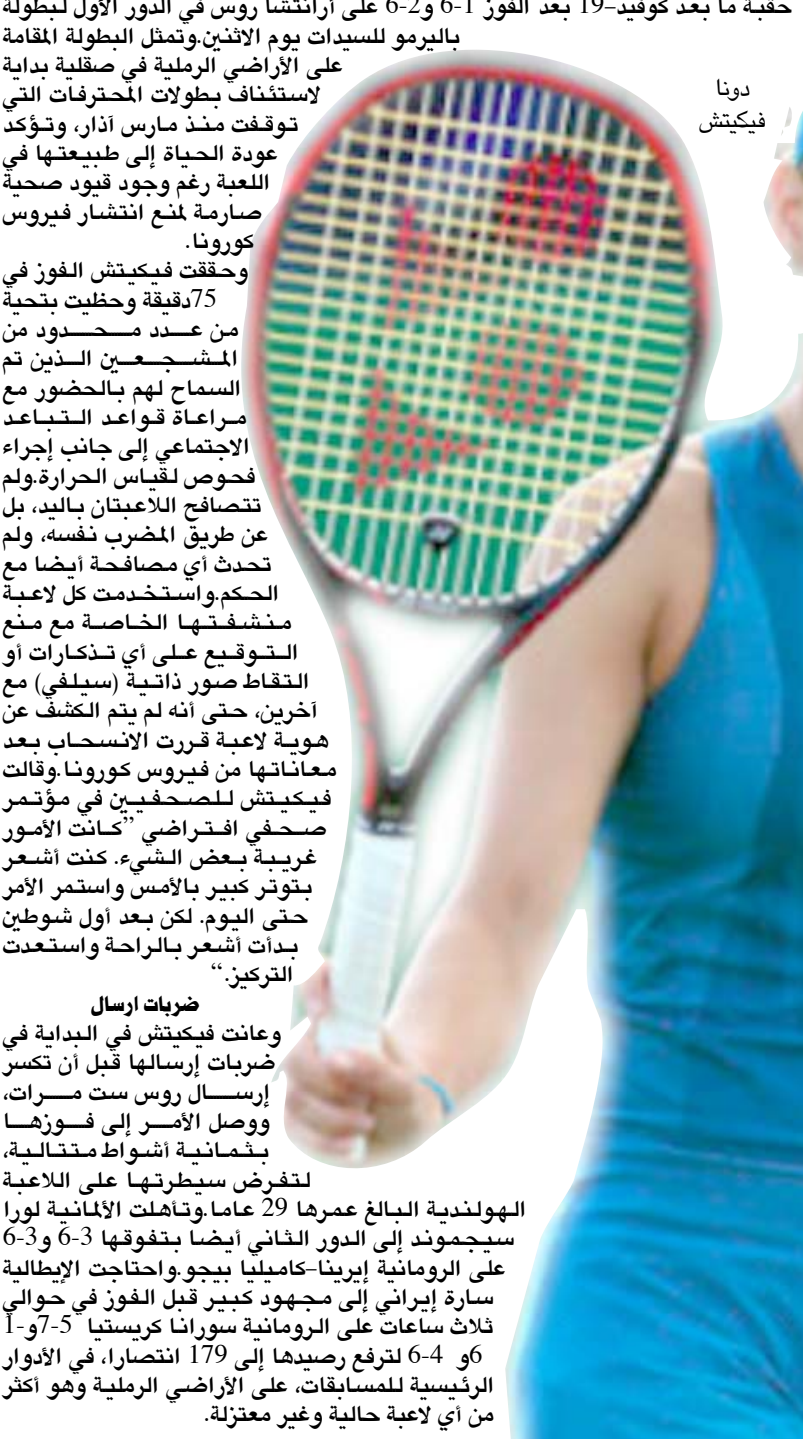 حقبة ما بعد كوفيد–19 بعد الفوز 1-6 و2-6 على أرانتشا روس في الدور الأول لبطولة
باليرمو للسيدات يوم الاثنين.وتمثل البطولة المقامة
على الأراضي الرملية في صقلية بداية
لاستئناف بطولات المحترفات التي
توقفت منذ مارس آذار، وتؤكد
عودة الحياة إلى طبيعتها في
اللعبة رغم وجود قيود صحية
صارمة لمنع انتشار فيروس
كورونا.
وحققت فيكيتش الفوز في
75دقيقة وحظيت بتحية
من عدد محدود من
المشجعين الذين تم
السماح لهم بالحضور مع
مراعاة قواعد التباعد
الاجتماعي إلى جانب إجراء
فحوص لقياس الحرارة.ولم
تتصافح اللاعبتان باليد، بل
عن طريق المضرب نفسه، ولم
تحدث أي مصافحة أيضا مع
الحكم.واستخدمت كل لاعبة
منشفتها الخاصة مع منع
التوقيع على أي تذكارات أو
التقاط صور ذاتية (سيلفي) مع
آخرين، حتى أنه لم يتم الكشف عن
هوية لاعبة قررت الانسحاب بعد
معاناتها من فيروس كورونا.وقالت
فيكيتش للصحفيين في مؤتمر
صحفي افتراضي ”كانت الأمور
غريبة بعض الشيء. كنت أشعر
بتوتر كبير بالأمس واستمر الأمر
حتى اليوم. لكن بعد أول شوطين
بدأت أشعر بالراحة واستعدت
التركيز.“
ضربات ارسال
وعانت فيكيتش في البداية في
ضربات إرسالها قبل أن تكسر
إرسال روس ست مرات،
ووصل الأمر إلى فوزها
بثمانية أشواط متتالية،
لتفرض سيطرتها على اللاعبة
الهولندية البالغ عمرها 29 عاما.وتأهلت الألمانية لورا
سيجموند إلى الدور الثاني أيضا بتفوقها 3-6 و3-6
على الرومانية إيرينا–كاميليا بيجو.واحتاجت الإيطالية
سارة إيراني إلى مجهود كبير قبل الفوز في حوالي
ثلاث ساعات على الرومانية سورانا كريستيا 5-7و-1
6و 4-6 لترفع رصيدها إلى 179 انتصارا، في الأدوار
الرئيسية للمسابقات، على الأراضي الرملية وهو أكثر
من أي لاعبة حالية وغير معتزلة.
دونا
فيكيتش